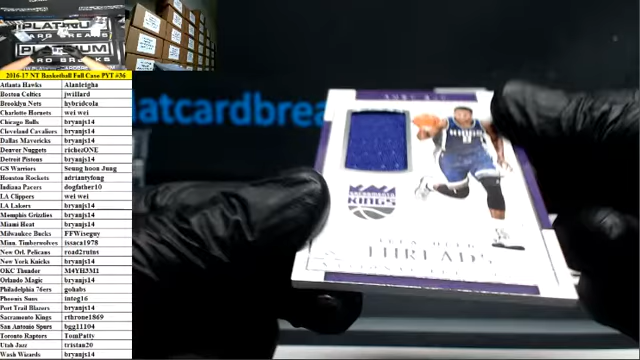 PLATINUM
PLATINUM
2016-17 NT Basketball Full Case PYT #36
Atlanta Hawks Alanleigha
Boston Celtics jwillard
Brooklyn Nets hybridcola
Charlotte Hornets wei wei
Chicago Bulls bryanjs14
Cleveland Cavaliers bryanjs14
Dallas Mavericks bryanjs14
Denver Nuggets richezONE
Detroit Pistons bryanjs14
GS Warriors Seung hoon Jung
Houston Rockets adriantyfong
Indiana Pacers dogfather10
LA Clippers wei wei
LA Lakers bryanjs14
Memphis Grizzlies bryanjs14
Miami Heat bryanjs14
Milwaukee Bucks FFWiseguy
Minn. Timberwolves issaca1978
New Orl. Pelicans road2ruins
New York Knicks bryanjs14
OKC Thunder M4YH3M1
Orlando Magic bryanjs14
Philadelphia 76ers gohabs
Phoenix Suns integ16
Port Trail Blazers bryanjs14
Sacramento Kings rthrone1869
San Antonio Spurs bgg11104
Toronto Raptors TomPatty
Utah Jazz tristan20
Wash Wizards bryanjs14
atcardbrea
KINGS
SACRAMENTO
KINGS
THREADS